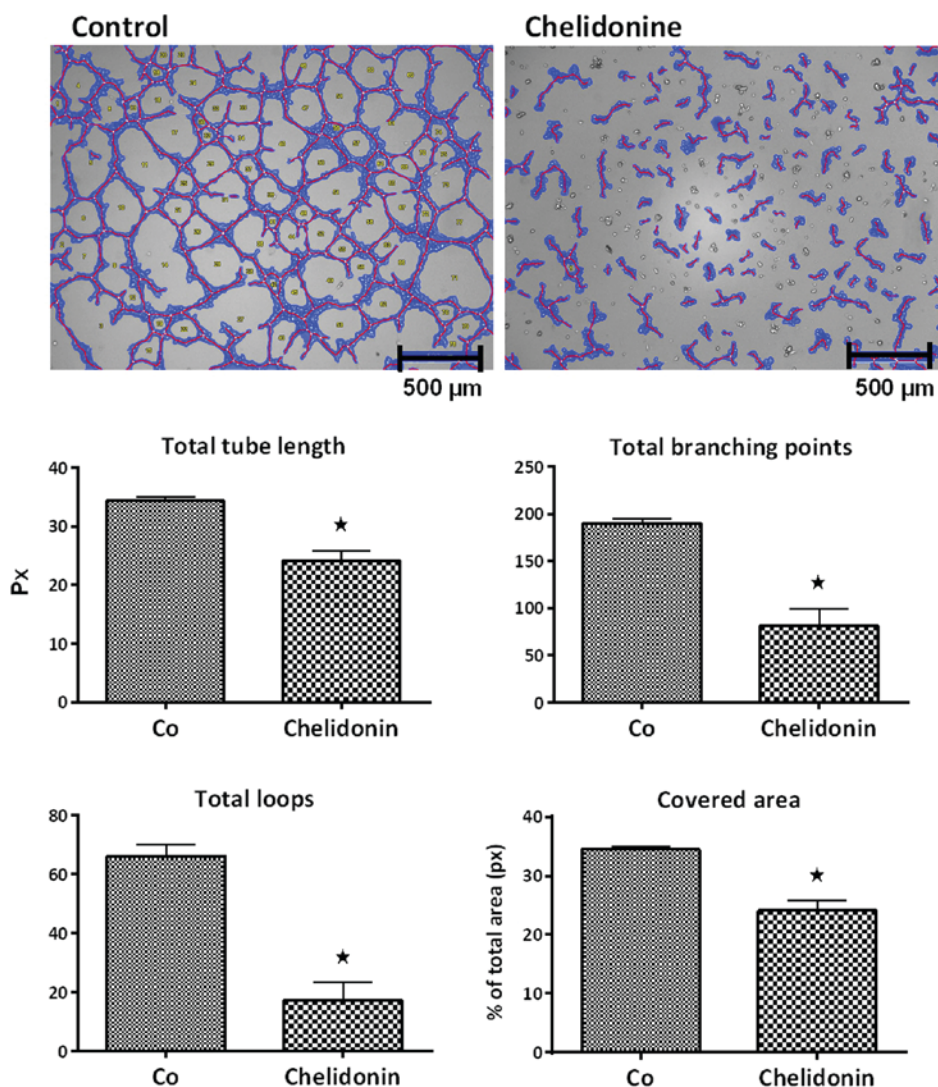 Control
Chelidonine
500 µm
500 µm
Total tube length
Px
40
30
20
10
0
★
Co
Chelidonin
Total branching points
250
200
150
100
50
0
★
Co
Chelidonin
Total loops
80
60
40
20
0
★
Co
Chelidonin
Covered area
% of total area (px)
40
30
20
10
0
★
Co
Chelidonin